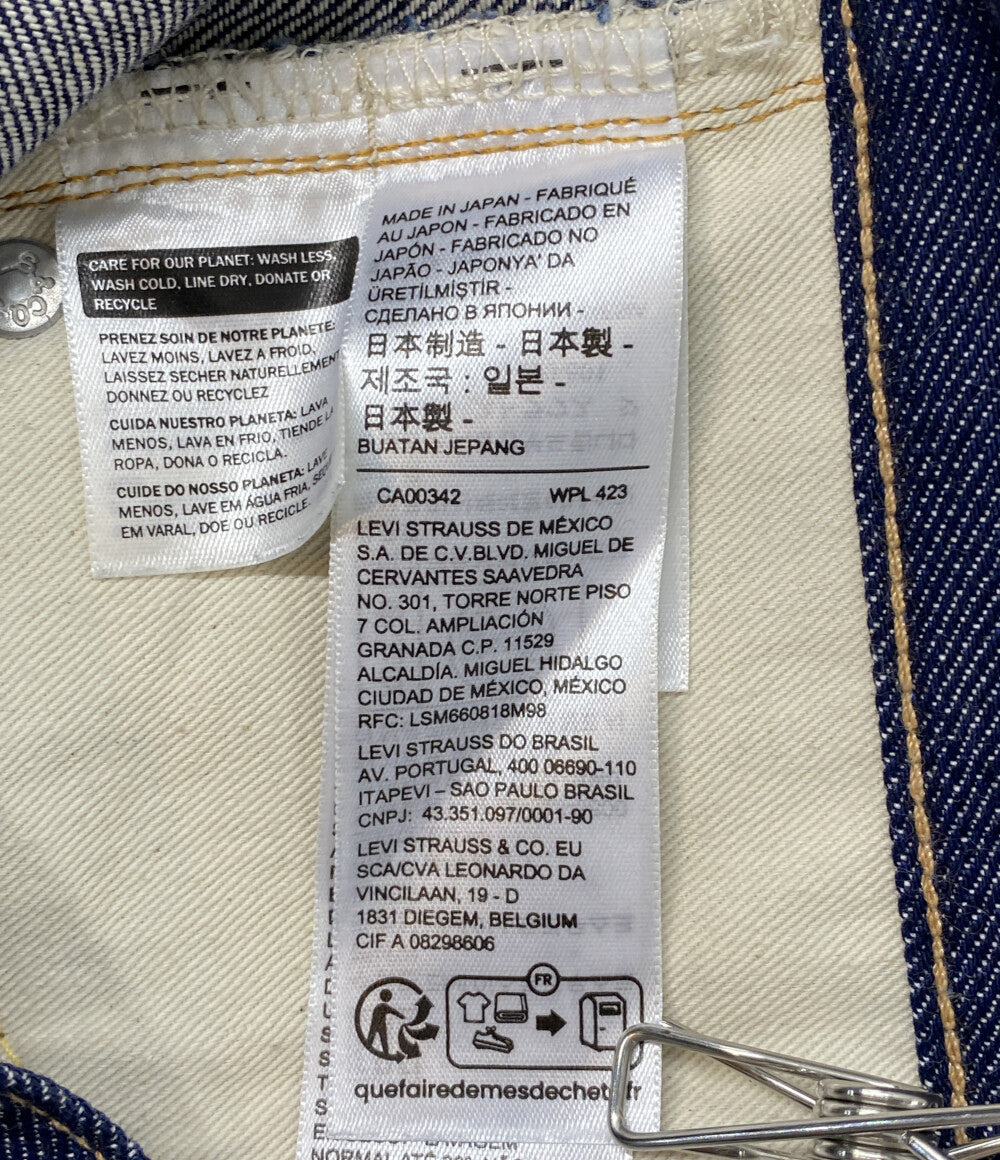 CARE FOR OUR PLANET: WASH LESS,
WASH COLD, LINE DRY, DONATE OR
RECYCLE
PRENEZ SOIN DE NOTRE PLANETE:
LAVEZ MOINS, LAVEZ A FROID,
LAISSEZ SECHER NATURELLEMENT
DONNEZ OU RECYCLEZ
CUIDA NUESTRO PLANETA: LAVA
MENOS, LAVA EN FRIO, TIENDE LA
ROPA, DONA O RECICLA.
CUIDE DO NOSSO PLANETA: LAVE
MENOS, LAVE EM ÁGUA FRIA,
EM VARAL, DOE OU RECICLE.
MADE IN JAPAN - FABRIQUÉ
AU JAPON - FABRICADO EN
JAPÓN - FABRICADO NO
JAPÃO - JAPONYA' DA
ÜRETILMİŞTİR -
СДЕЛАНО В ЯПОНИИ -
日本制造 - 日本製 -
제조국 : 일본 -
日本製 -
BUATAN JEPANG
CA00342 WPL 423
LEVI STRAUSS DE MÉXICO
S.A. DE C.V.BLVD. MIGUEL DE
CERVANTES SAAVEDRA
NO. 301, TORRE NORTE PISO
7 COL. AMPLIACIÓN
GRANADA C.P. 11529
ALCALDÍA. MIGUEL HIDALGO
CIUDAD DE MÉXICO, MÉXICO
RFC: LSM660818M98
LEVI STRAUSS DO BRASIL
AV. PORTUGAL, 400 06690-110
ITAPEVI – SAO PAULO BRASIL
CNPJ: 43.351.097/0001-90
LEVI STRAUSS & CO. EU
SCA/CVA LEONARDO DA
VINCILAAN, 19 - D
1831 DIEGEM, BELGIUM
CIF A 08298606
FR
quefairedemesdechets.fr
NORMAL ATÉ